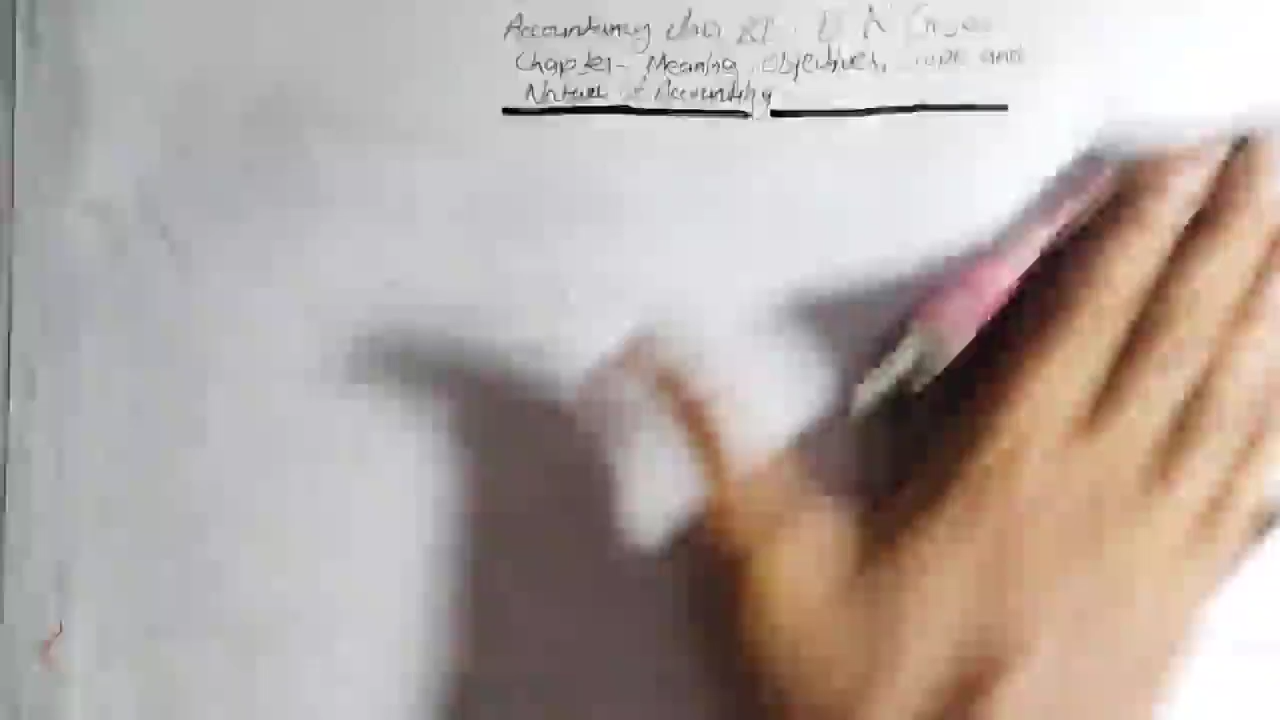 Accountancy class XI. D K
Chapter- Meaning, Objectives, and
Nature of Accounting